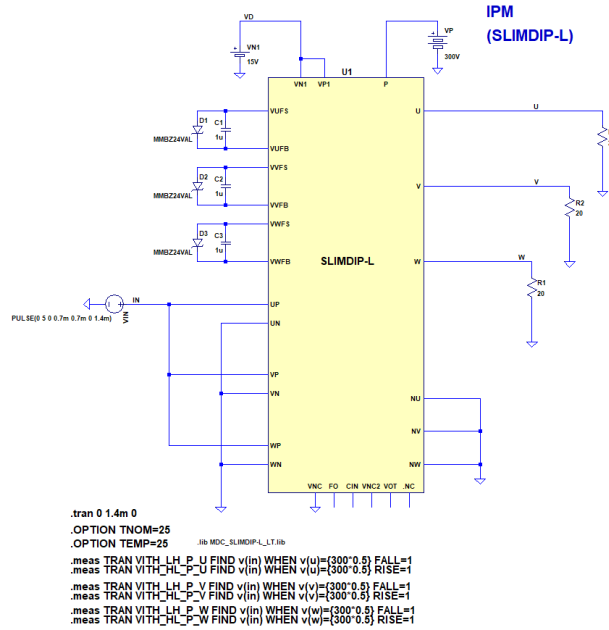 IPM
(SLIMDIP-L)
VD
VN1
15V
VP
300V
U1
VN1
VP1
P
VUFS
D1
C1
MMBZ24VAL
1u
VUFB
U
U
VVFS
D2
C2
MMBZ24VAL
1u
VVFB
V
V
R2
20
VWFS
D3
C3
MMBZ24VAL
1u
VWFB
SLIMDIP-L
W
W
R1
20
UP
IN
VIN
PULSE(0 5 0 0.7m 0.7m 0 1.4m)
UN
VP
VN
WP
WN
NU
NV
NW
VNC
FO
CIN
VNC2
VOT
.NC
.tran 0 1.4m 0
.OPTION TNOM=25
.OPTION TEMP=25
.lib MDC_SLIMDIP-L_LT.lib
.meas TRAN VITH_LH_P_U FIND v(in) WHEN v(u)={300*0.5} FALL=1
.meas TRAN VITH_HL_P_U FIND v(in) WHEN v(u)={300*0.5} RISE=1
.meas TRAN VITH_LH_P_V FIND v(in) WHEN v(v)={300*0.5} FALL=1
.meas TRAN VITH_HL_P_V FIND v(in) WHEN v(v)={300*0.5} RISE=1
.meas TRAN VITH_LH_P_W FIND v(in) WHEN v(w)={300*0.5} FALL=1
.meas TRAN VITH_HL_P_W FIND v(in) WHEN v(w)={300*0.5} RISE=1